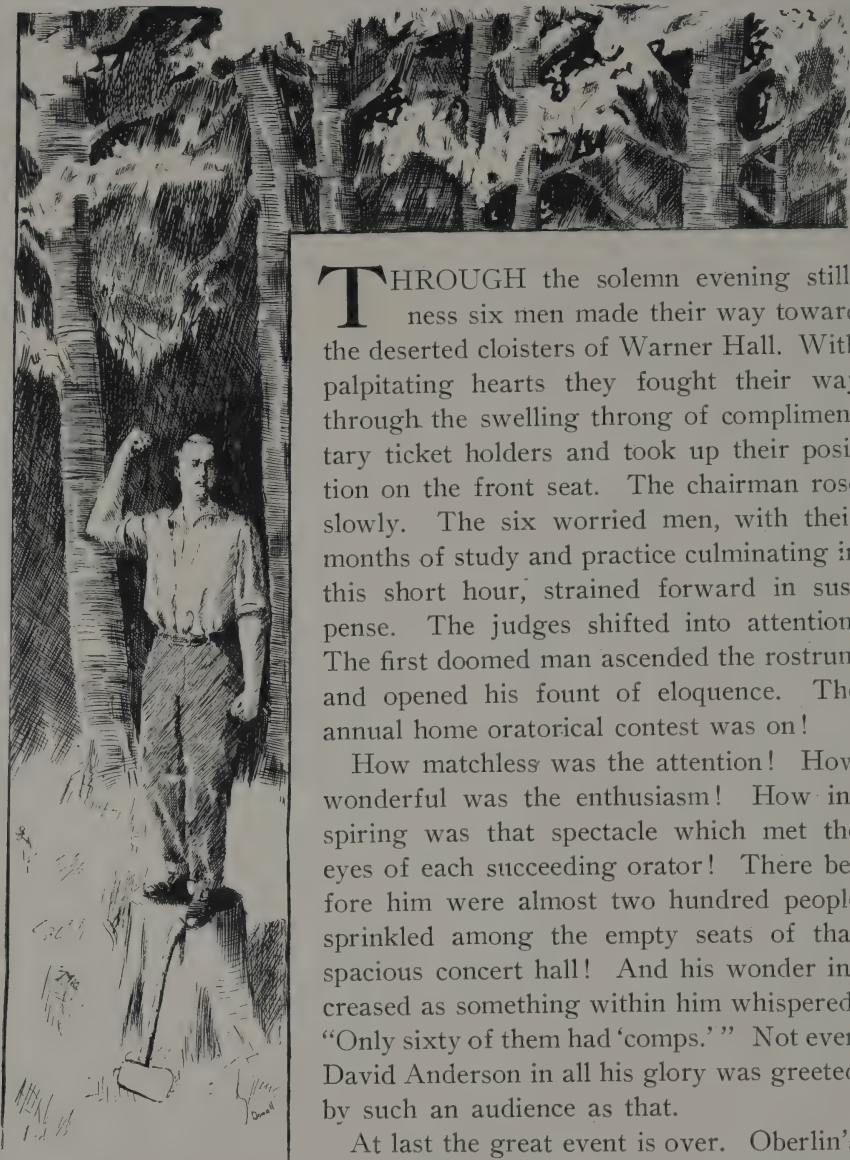 THROUGH the solemn evening still
ness six men made their way toward
the deserted cloisters of Warner Hall. With
palpitating hearts they fought their way
through the swelling throng of complimen
tary ticket holders and took up their posi
tion on the front seat. The chairman rose
slowly. The six worried men, with thei
months of study and practice culminating in
this short hour, strained forward in sus
pense. The judges shifted into attention
The first doomed man ascended the rostrum
and opened his fount of eloquence. The
annual home oratorical contest was on!
How matchless was the attention! How
wonderful was the enthusiasm! How in
spiring was that spectacle which met the
eyes of each succeeding orator! There be
fore him were almost two hundred people
sprinkled among the empty seats of tha
spacious concert hall! And his wonder in
creased as something within him whispered
“Only sixty of them had ‘comps.’” Not even
David Anderson in all his glory was greeted
by such an audience as that.
At last the great event is over. Oberlin's